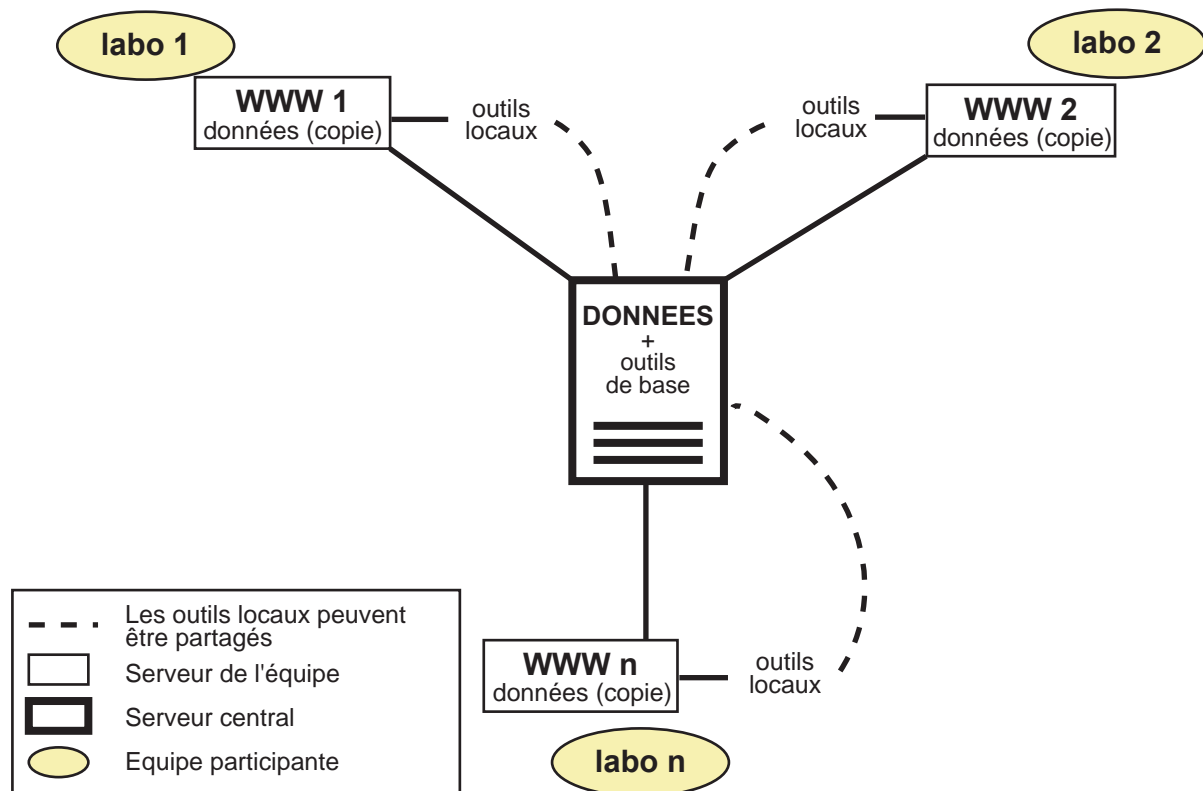 labo 1
WWW 1
données (copie)
outils
locaux
labo 2
WWW 2
données (copie)
outils
locaux
DONNEES
+
outils
de base
WWW n
données (copie)
outils
locaux
labo n
Les outils locaux peuvent
être partagés
Serveur de l'équipe
Serveur central
Equipe participante